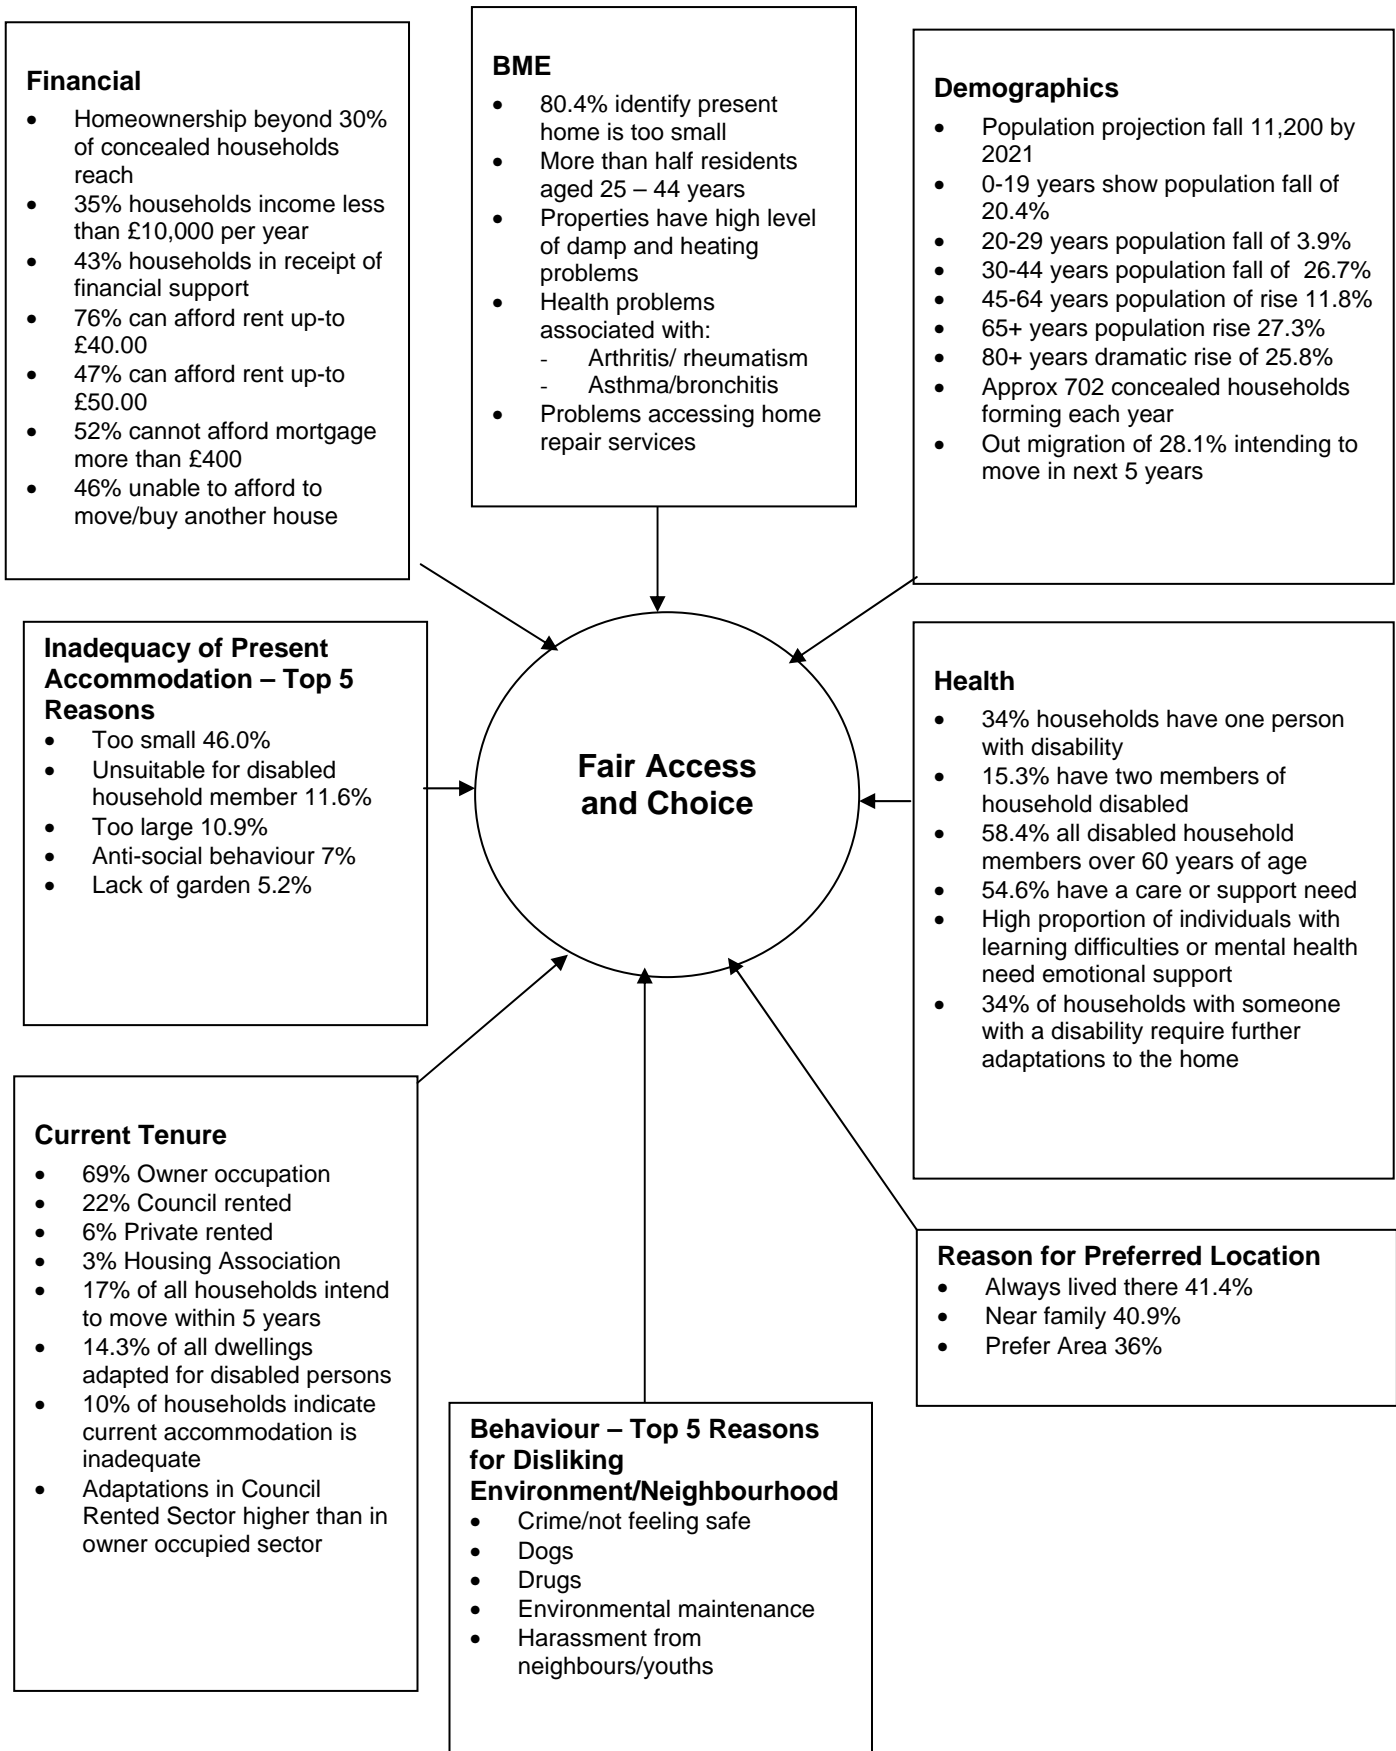 Financial
• Homeownership beyond 30%
of concealed households
reach
• 35% households income less
than £10,000 per year
• 43% households in receipt of
financial support
• 76% can afford rent up-to
£40.00
• 47% can afford rent up-to
£50.00
• 52% cannot afford mortgage
more than £400
• 46% unable to afford to
move/buy another house
BME
• 80.4% identify present
home is too small
• More than half residents
aged 25 – 44 years
• Properties have high level
of damp and heating
problems
• Health problems
associated with:
- Arthritis/ rheumatism
- Asthma/bronchitis
• Problems accessing home
repair services
Demographics
• Population projection fall 11,200 by
2021
• 0-19 years show population fall of
20.4%
• 20-29 years population fall of 3.9%
• 30-44 years population fall of 26.7%
• 45-64 years population of rise 11.8%
• 65+ years population rise 27.3%
• 80+ years dramatic rise of 25.8%
• Approx 702 concealed households
forming each year
• Out migration of 28.1% intending to
move in next 5 years
Inadequacy of Present
Accommodation – Top 5
Reasons
• Too small 46.0%
• Unsuitable for disabled
household member 11.6%
• Too large 10.9%
• Anti-social behaviour 7%
• Lack of garden 5.2%
Fair Access
and Choice
Health
• 34% households have one person
with disability
• 15.3% have two members of
household disabled
• 58.4% all disabled household
members over 60 years of age
• 54.6% have a care or support need
• High proportion of individuals with
learning difficulties or mental health
need emotional support
• 34% of households with someone
with a disability require further
adaptations to the home
Current Tenure
• 69% Owner occupation
• 22% Council rented
• 6% Private rented
• 3% Housing Association
• 17% of all households intend
to move within 5 years
• 14.3% of all dwellings
adapted for disabled persons
• 10% of households indicate
current accommodation is
inadequate
• Adaptations in Council
Rented Sector higher than in
owner occupied sector
Behaviour – Top 5 Reasons
for Disliking
Environment/Neighbourhood
• Crime/not feeling safe
• Dogs
• Drugs
• Environmental maintenance
• Harassment from
neighbours/youths
Reason for Preferred Location
• Always lived there 41.4%
• Near family 40.9%
• Prefer Area 36%